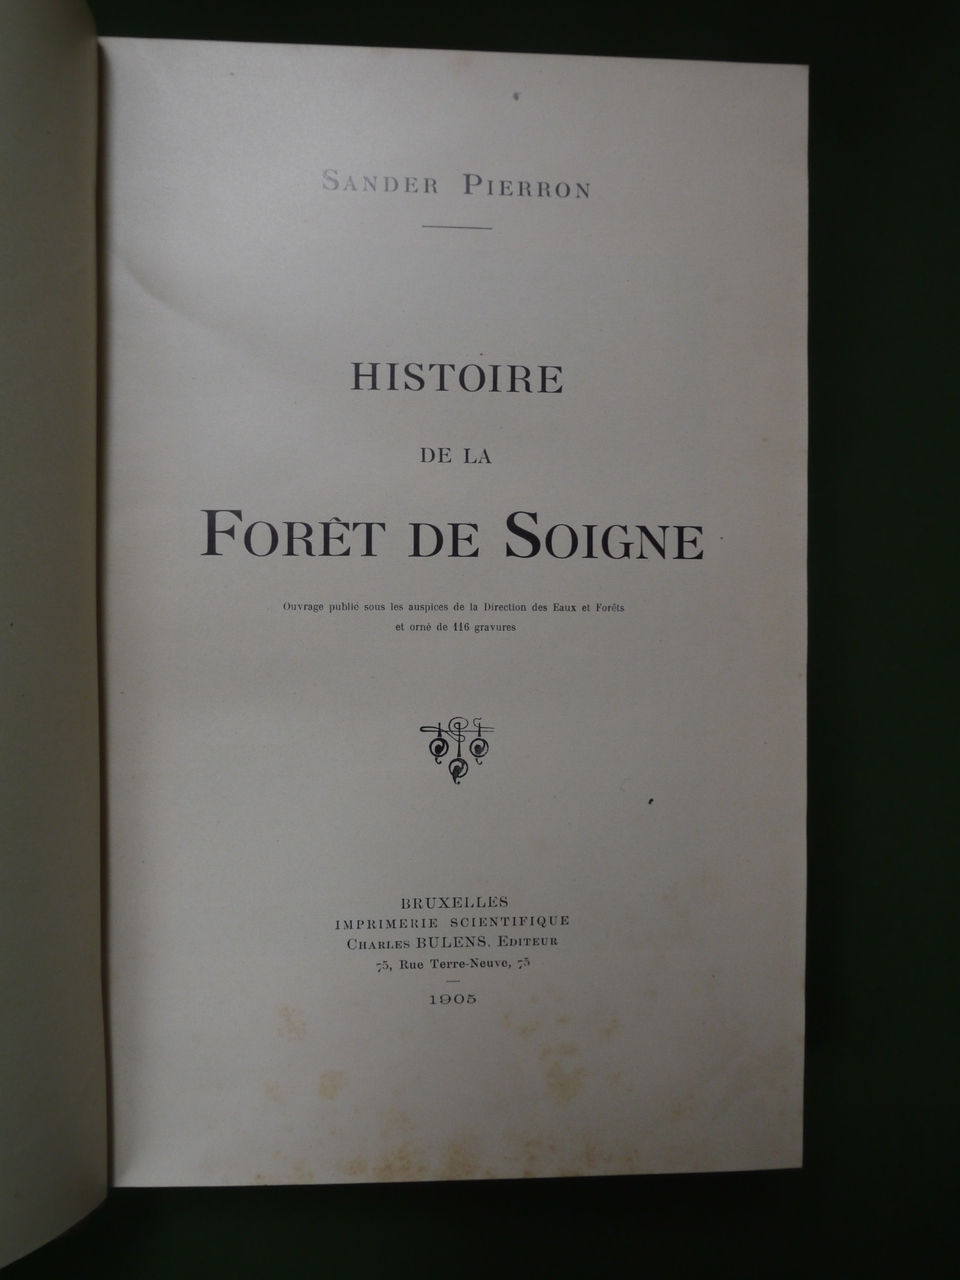 SANDER PIERRON
HISTOIRE
DE LA
FORÊT DE SOIGNE
Ouvrage publié sous les auspices de la Direction des Eaux et Forêts
et orné de 116 gravures
BRUXELLES
IMPRIMERIE SCIENTIFIQUE
CHARLES BULENS. EDITEUR
75, Rue Terre-Neuve, 75
1905